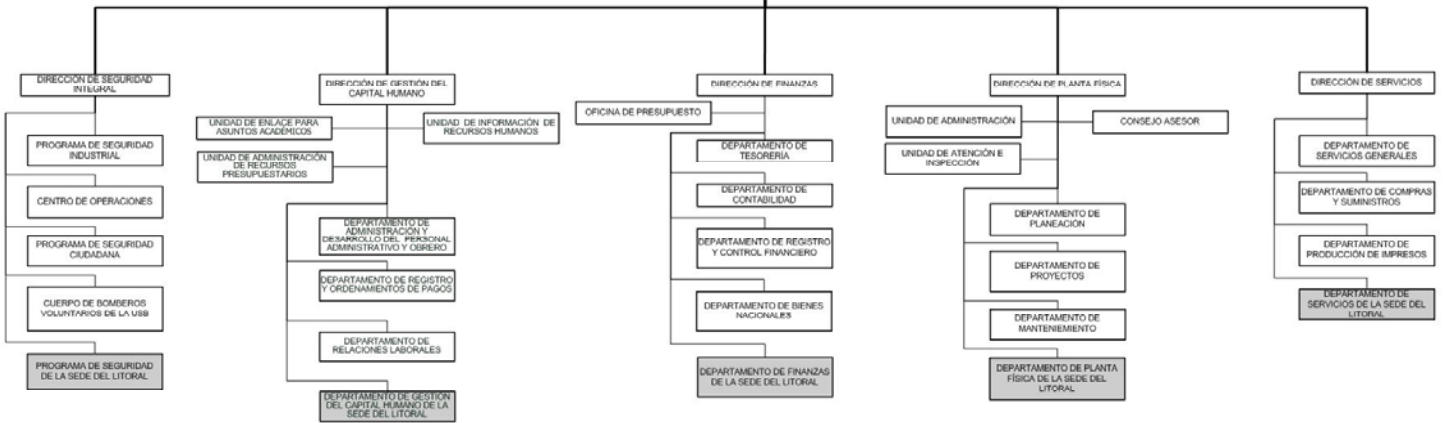 DIRECCIÓN DE SEGURIDAD
INTEGRAL
PROGRAMA DE SEGURIDAD
INDUSTRIAL
CENTRO DE OPERACIONES
PROGRAMA DE SEGURIDAD
CIUDADANA
CUERPO DE BOMBEROS
VOLUNTARIOS DE LA USB
PROGRAMA DE SEGURIDAD
DE LA SEDE DEL LITORAL
DIRECCIÓN DE GESTIÓN DEL
CAPITAL HUMANO
UNIDAD DE ENLACE PARA
ASUNTOS ACADÉMICOS
UNIDAD DE INFORMACIÓN DE
RECURSOS HUMANOS
UNIDAD DE ADMINISTRACIÓN
DE RECURSOS
PRESUPUESTARIOS
DEPARTAMENTO DE
ADMINISTRACIÓN Y
DESARROLLO DEL PERSONAL
ADMINISTRATIVO Y OBRERO
DEPARTAMENTO DE REGISTRO
Y ORDENAMIENTOS DE PAGOS
DEPARTAMENTO DE
RELACIONES LABORALES
DEPARTAMENTO DE GESTIÓN
DEL CAPITAL HUMANO DE LA
SEDE DEL LITORAL
DIRECCIÓN DE FINANZAS
OFICINA DE PRESUPUESTO
DEPARTAMENTO DE
TESORERÍA
DEPARTAMENTO DE
CONTABILIDAD
DEPARTAMENTO DE REGISTRO
Y CONTROL FINANCIERO
DEPARTAMENTO DE BIENES
NACIONALES
DEPARTAMENTO DE FINANZAS
DE LA SEDE DEL LITORAL
DIRECCIÓN DE PLANTA FÍSICA
UNIDAD DE ADMINISTRACIÓN
CONSEJO ASESOR
UNIDAD DE ATENCIÓN E
INSPECCIÓN
DEPARTAMENTO DE
PLANEACIÓN
DEPARTAMENTO DE
PROYECTOS
DEPARTAMENTO DE
MANTENIEMIENTO
DEPARTAMENTO DE PLANTA
FÍSICA DE LA SEDE DEL
LITORAL
DIRECCIÓN DE SERVICIOS
DEPARTAMENTO DE
SERVICIOS GENERALES
DEPARTAMENTO DE COMPRAS
Y SUMINISTROS
DEPARTAMENTO DE
PRODUCCIÓN DE IMPRESOS
DEPARTAMENTO DE
SERVICIOS DE LA SEDE DEL
LITORAL